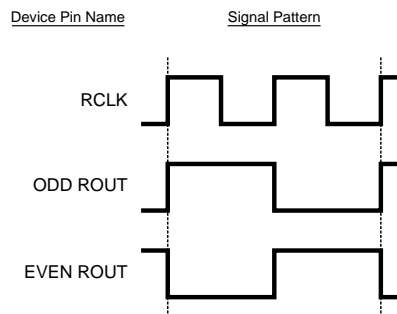 Device Pin Name Signal Pattern
RCLK
ODD ROUT
EVEN ROUT